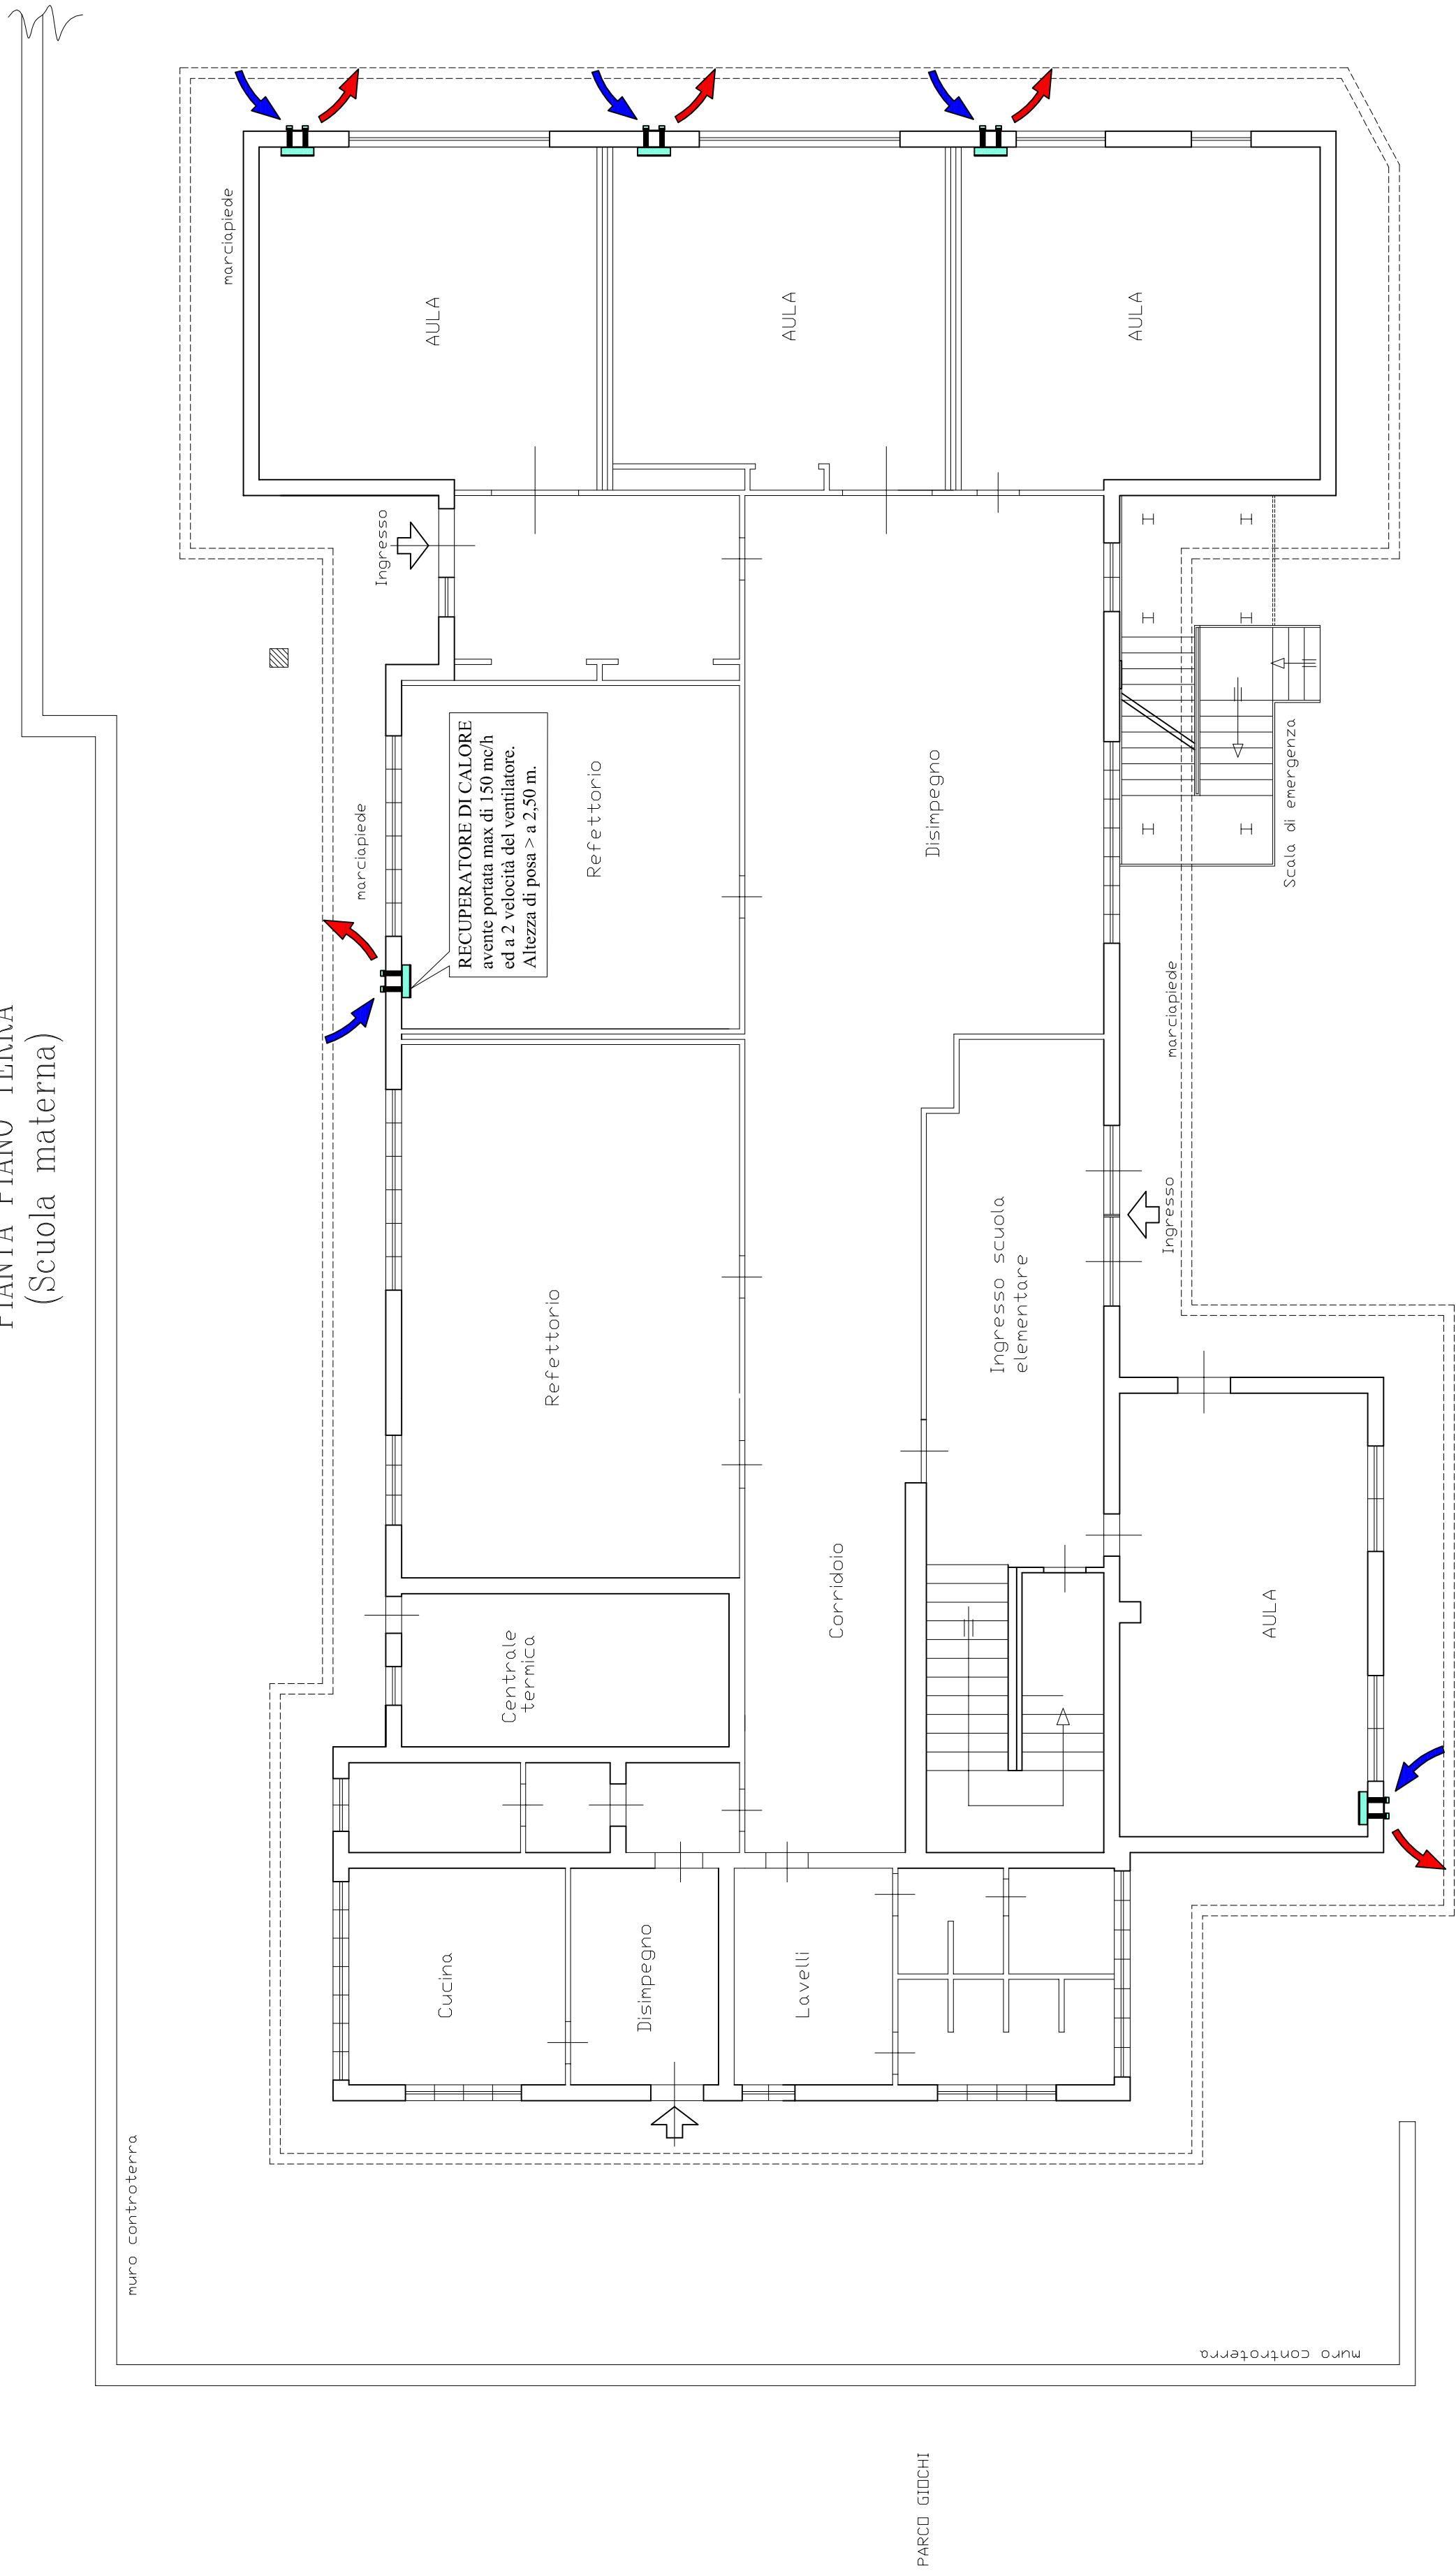 PIANTA PIANO TERRA
(Scuola materna)
muro controterra
marciapiede
marciapiede
Ingresso
AULA
AULA
AULA
RECUPERATORE DI CALORE
avente portata max di 150 mc/h
ed a 2 velocità del ventilatore.
Altezza di posa > a 2,50 m.
Refettorio
Refettorio
Disimpegno
Centrale
termica
Corridoio
Ingresso scuola
elementare
Ingresso
marciapiede
Scala di emergenza
AULA
Cucina
Disimpegno
Lavelli
muro controterra
PARCO GIOCHI